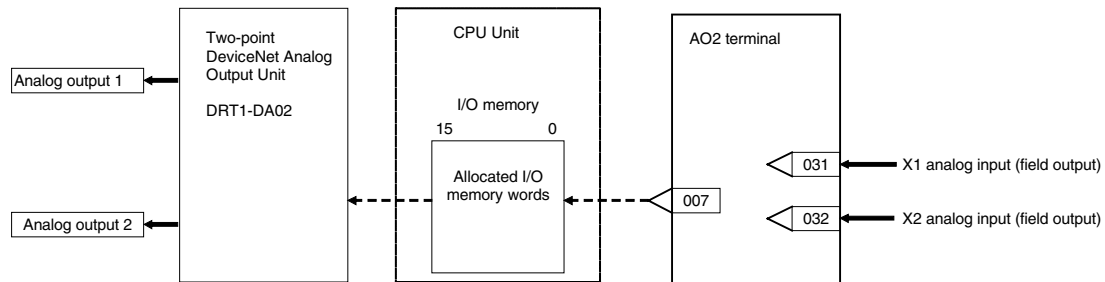 Two-point
DeviceNet Analog
Output Unit
DRT1-DA02
Analog output 1
Analog output 2
CPU Unit
I/O memory
15 0
Allocated I/O
memory words
AO2 terminal
007
031
X1 analog input (field output)
032
X2 analog input (field output)